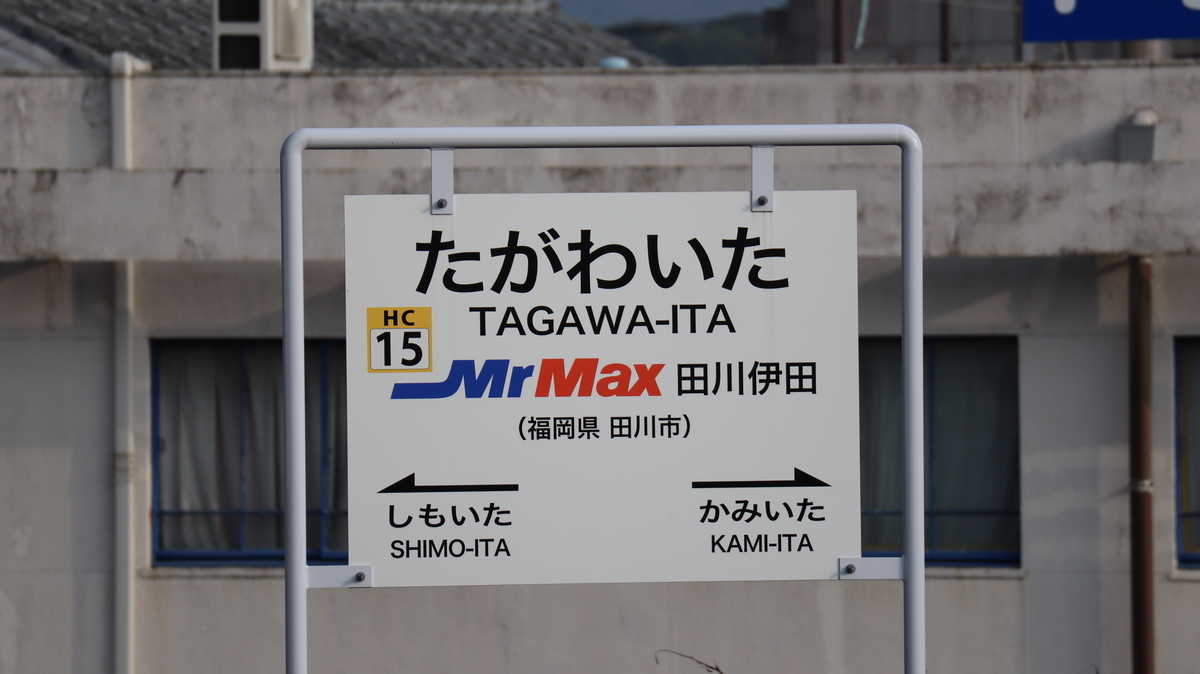 たがわいた
TAGAWA-ITA
HC
15
MrMax 田川伊田
(福岡県 田川市)
しもいた
SHIMO-ITA
かみいた
KAMI-ITA